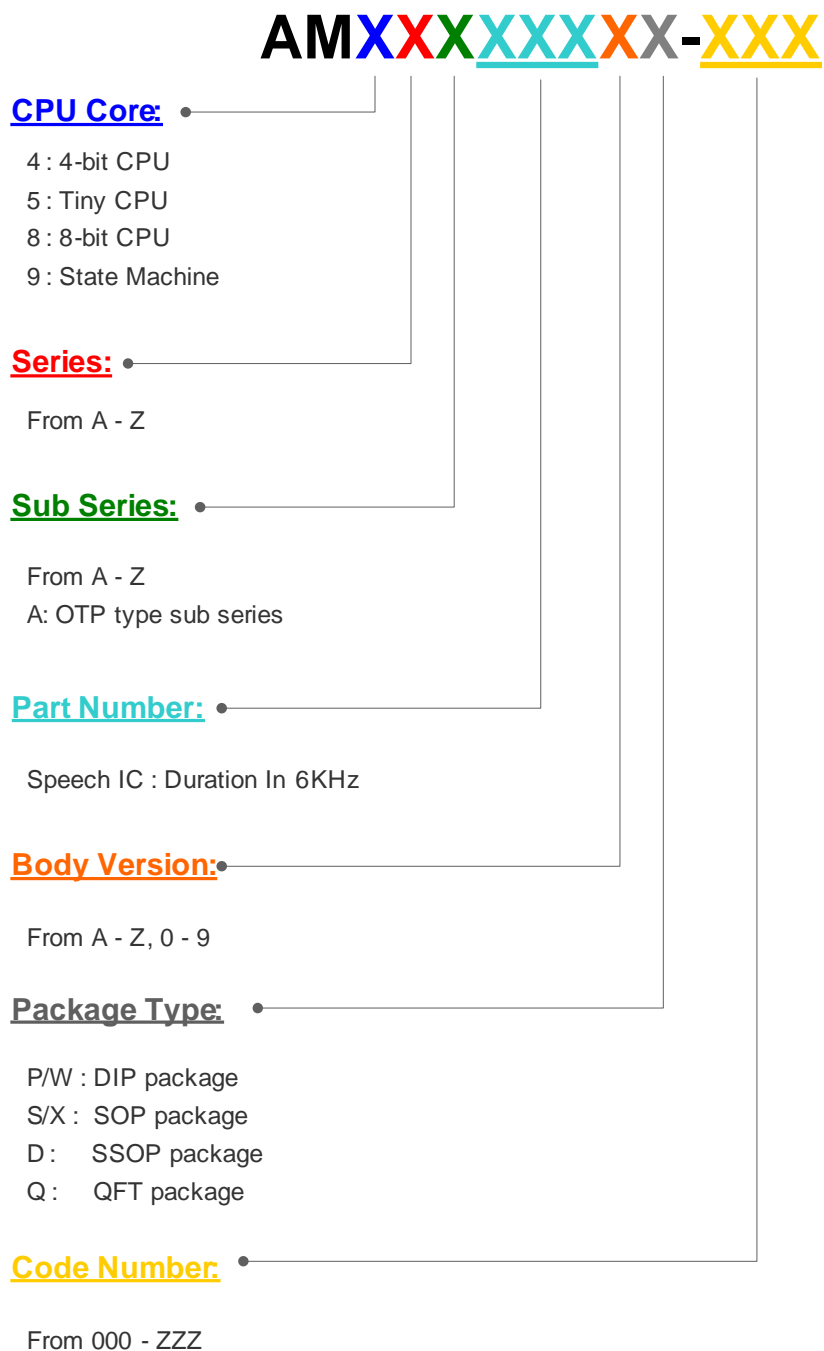 AMXXXXXXXX-XXX
CPU Core:
4 : 4-bit CPU
5 : Tiny CPU
8 : 8-bit CPU
9 : State Machine
Series:
From A - Z
Sub Series:
From A - Z
A: OTP type sub series
Part Number:
Speech IC : Duration In 6KHz
Body Version:
From A - Z, 0 - 9
Package Type:
P/W : DIP package
S/X : SOP package
D : SSOP package
Q : QFT package
Code Number:
From 000 - ZZZ